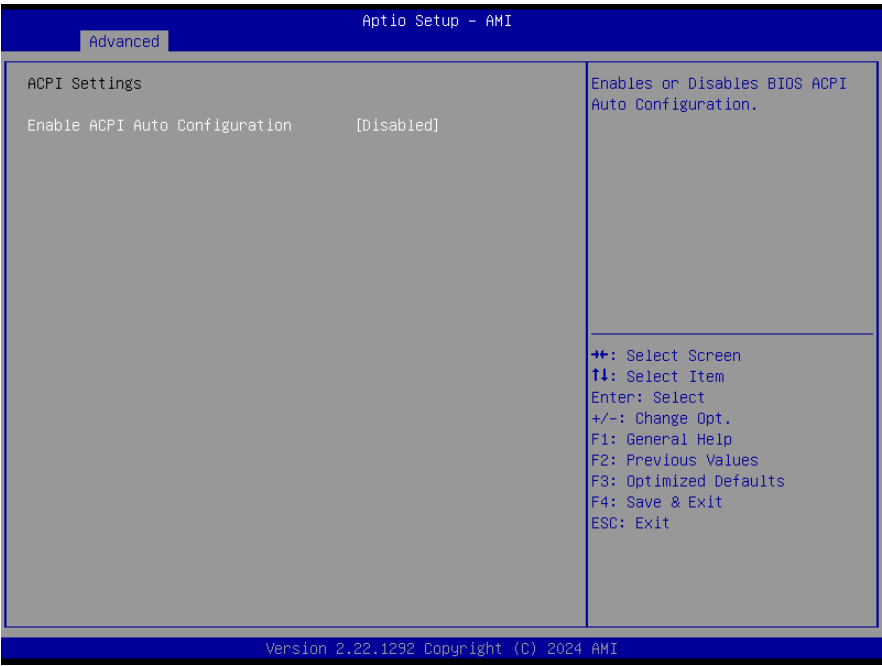 Aptio Setup – AMI
Advanced
ACPI Settings
Enable ACPI Auto Configuration [Disabled]
Enables or Disables BIOS ACPI
Auto Configuration.
→←: Select Screen
↑↓: Select Item
Enter: Select
+/-: Change Opt.
F1: General Help
F2: Previous Values
F3: Optimized Defaults
F4: Save & Exit
ESC: Exit
Version 2.22.1292 Copyright (C) 2024 AMI